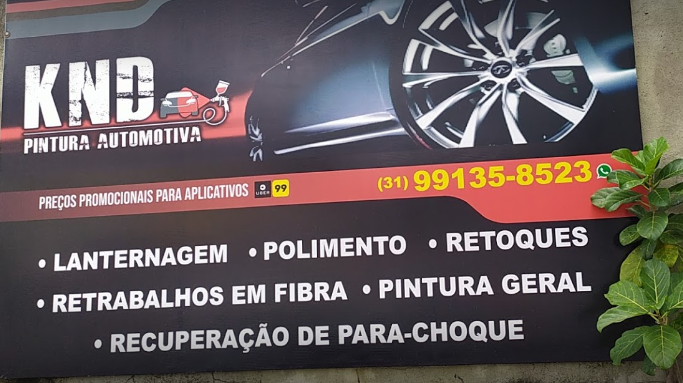 KND
PINTURA AUTOMOTIVA
PREÇOS PROMOCIONAIS PARA APLICATIVOS UBER 99
(31) 99135-8523
• LANTERNAGEM • POLIMENTO • RETOQUES
• RETRABALHOS EM FIBRA • PINTURA GERAL
• RECUPERAÇÃO DE PARA-CHOQUE